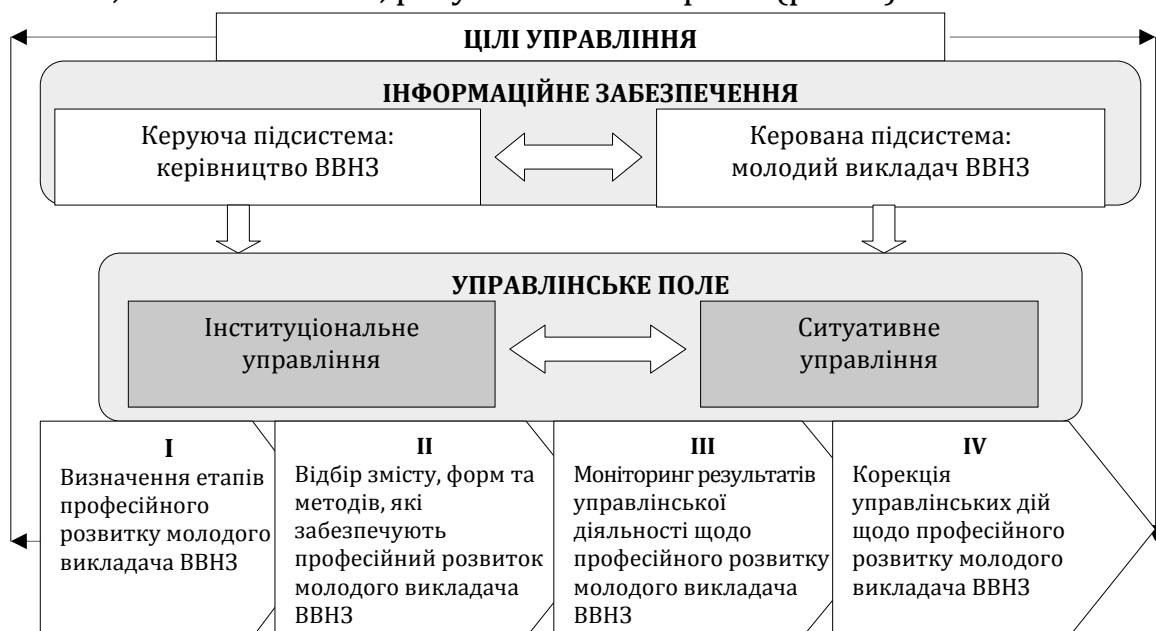 ЦІЛІ УПРАВЛІННЯ
ІНФОРМАЦІЙНЕ ЗАБЕЗПЕЧЕННЯ
Керуюча підсистема:
керівництво ВВНЗ
Керована підсистема:
молодий викладач ВВНЗ
УПРАВЛІНСЬКЕ ПОЛЕ
Інституціональне
управління
Ситуативне
управління
I
Визначення етапів
професійного
розвитку молодого
викладача ВВНЗ
II
Відбір змісту, форм та
методів, які
забезпечують
професійний розвиток
молодого викладача
ВВНЗ
III
Моніторинг результатів
управлінської
діяльності щодо
професійного розвитку
молодого викладача
ВВНЗ
IV
Корекція
управлінських дій
щодо професійного
розвитку молодого
викладача ВВНЗ